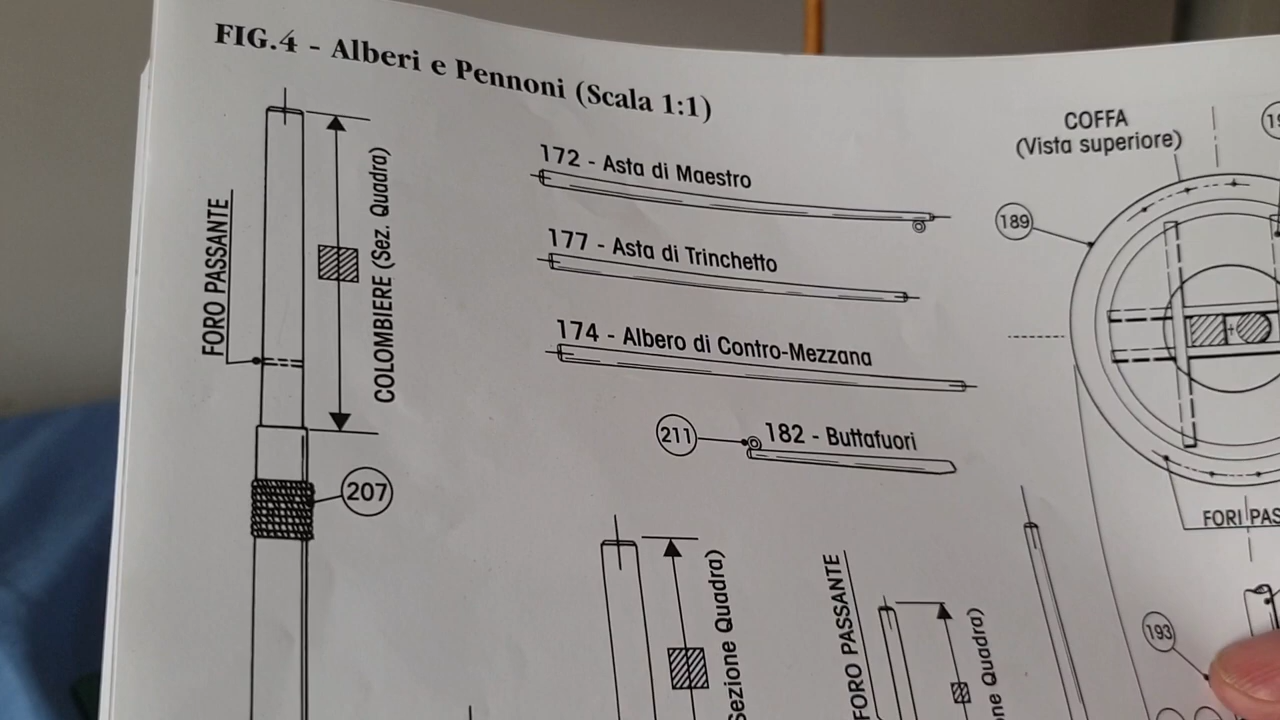 FIG.4 - Alberi e Pennoni (Scala 1:1)
FORO PASSANTE
COLOMBIERE (Sez. Quadra)
207
172 - Asta di Maestro
177 - Asta di Trinchetto
174 - Albero di Contro-Mezzana
211
182 - Buttafuori
COFFA
(Vista superiore)
189
FORI
193
Sezione Quadra)
FORO PASSANTE
Quadra)